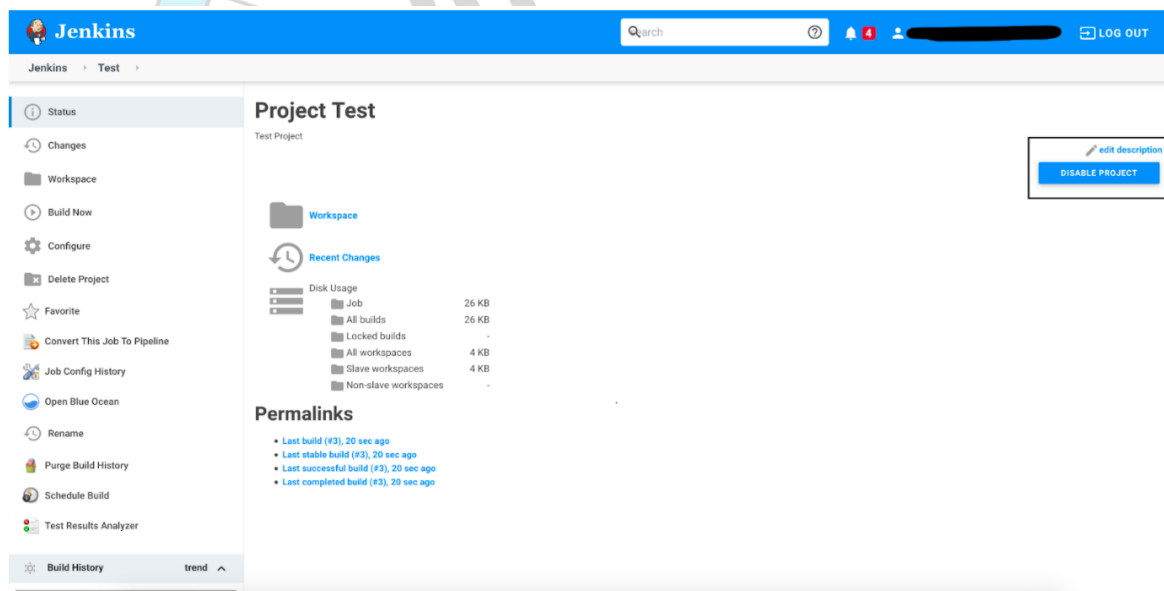 Jenkins
Search
4
LOG OUT
Jenkins
Test
Status
Changes
Workspace
Build Now
Configure
Delete Project
Favorite
Convert This Job To Pipeline
Job Config History
Open Blue Ocean
Rename
Purge Build History
Schedule Build
Test Results Analyzer
Build History trend
Project Test
Test Project
edit description
DISABLE PROJECT
Workspace
Recent Changes
Disk Usage
Job 26 KB
All builds 26 KB
Locked builds -
All workspaces 4 KB
Slave workspaces 4 KB
Non-slave workspaces -
Permalinks
• Last build (#3), 20 sec ago
• Last stable build (#3), 20 sec ago
• Last successful build (#3), 20 sec ago
• Last completed build (#3), 20 sec ago